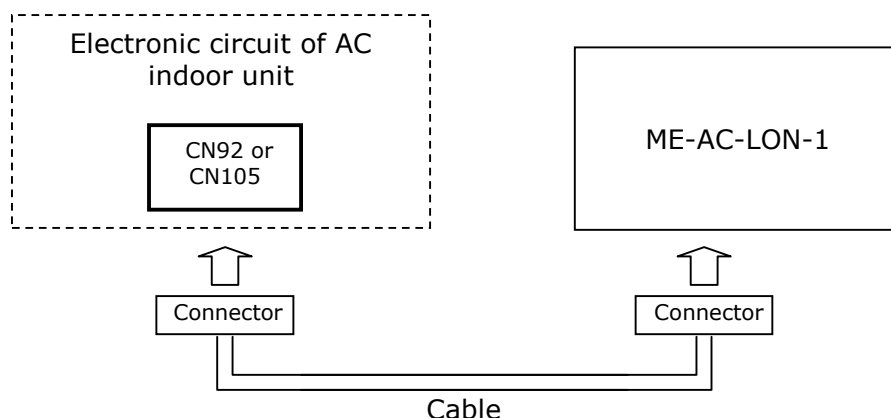 Electronic circuit of AC
indoor unit
CN92 or
CN105
ME-AC-LON-1
Connector
Connector
Cable